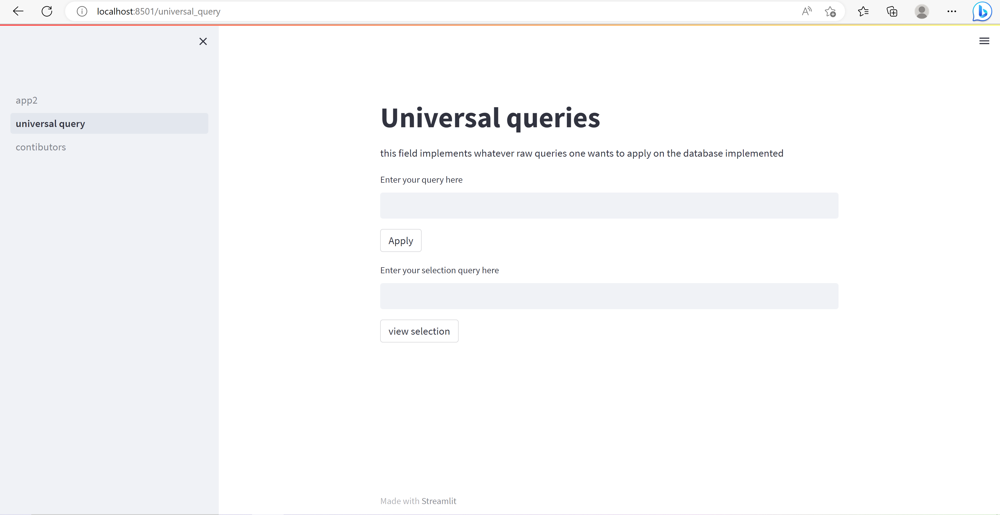 localhost:8501/universal_query
app2
universal query
contibutors
Universal queries
this field implements whatever raw queries one wants to apply on the database implemented
Enter your query here
Apply
Enter your selection query here
view selection
Made with Streamlit